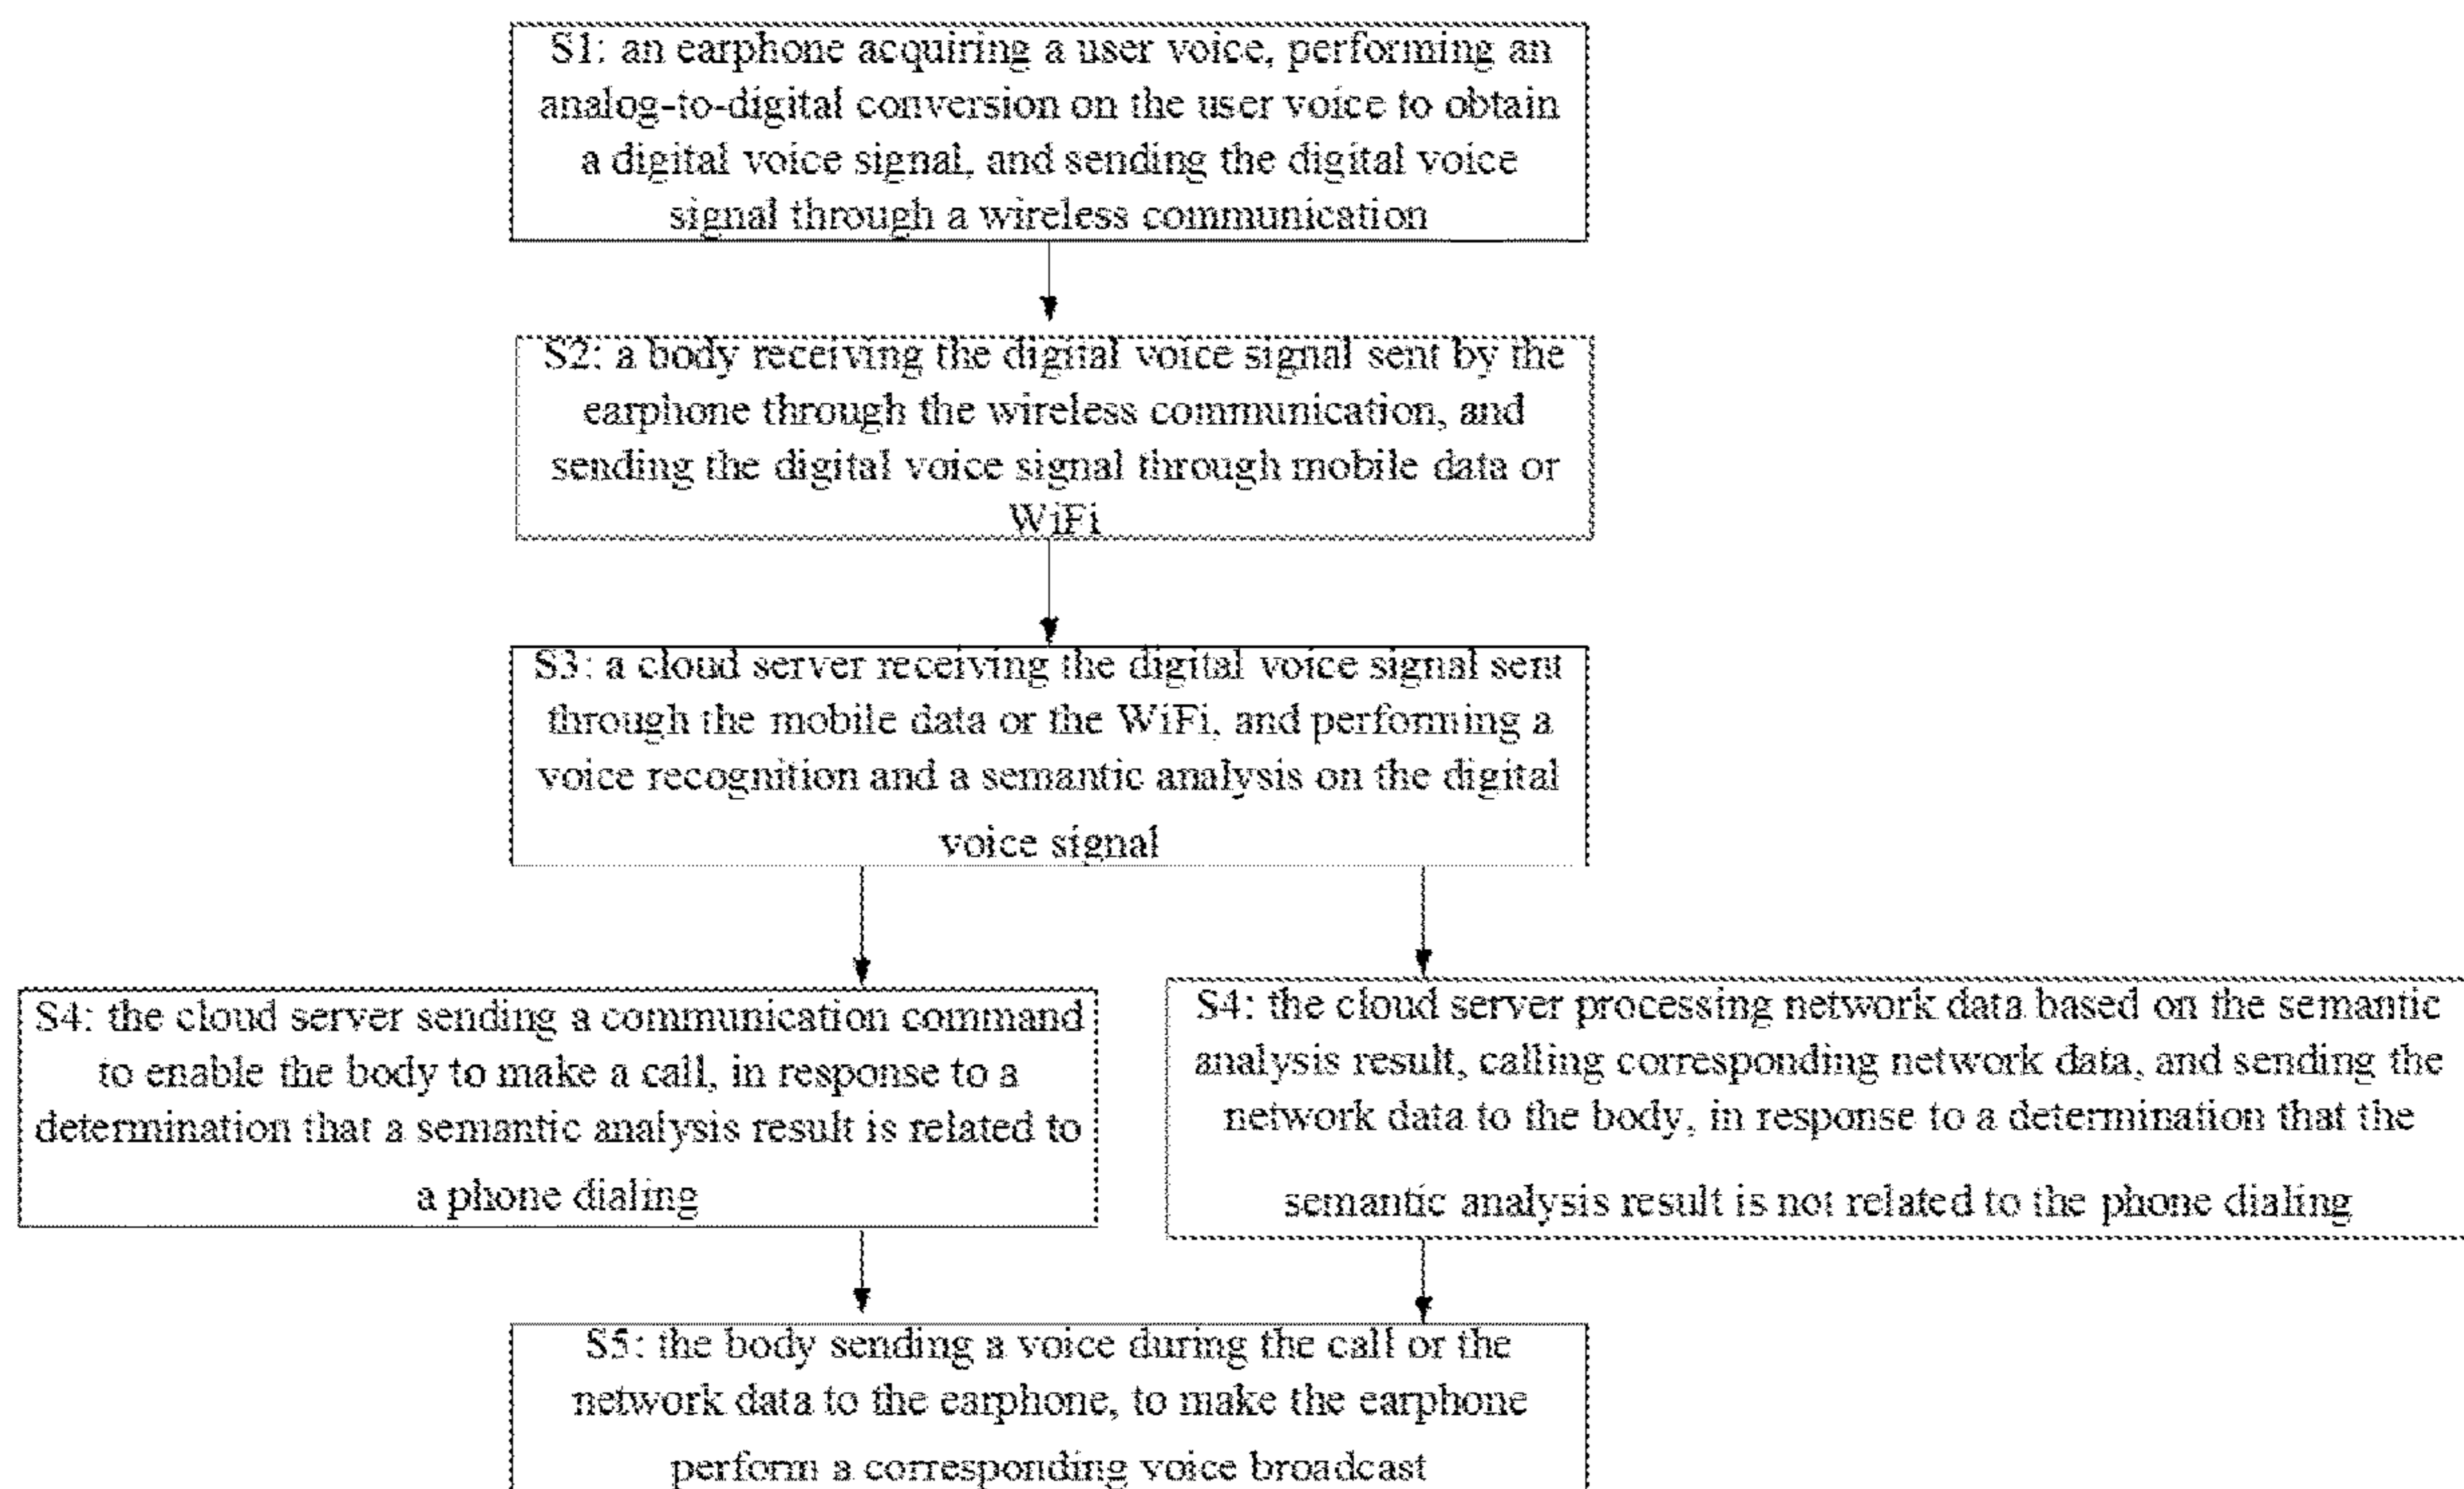 S1: an earphone acquiring a user voice, performing an
analog-to-digital conversion on the user voice to obtain
a digital voice signal, and sending the digital voice
signal through a wireless communication
S2: a body receiving the digital voice signal sent by the
earphone through the wireless communication, and
sending the digital voice signal through mobile data or
WiFi
S3: a cloud server receiving the digital voice signal sent
through the mobile data or the WiFi, and performing a
voice recognition and a semantic analysis on the digital
voice signal
S4: the cloud server sending a communication command
to enable the body to make a call, in response to a
determination that a semantic analysis result is related to
a phone dialing
S4: the cloud server processing network data based on the semantic
analysis result, calling corresponding network data, and sending the
network data to the body, in response to a determination that the
semantic analysis result is not related to the phone dialing
S5: the body sending a voice during the call or the
network data to the earphone, to make the earphone
perform a corresponding voice broadcast